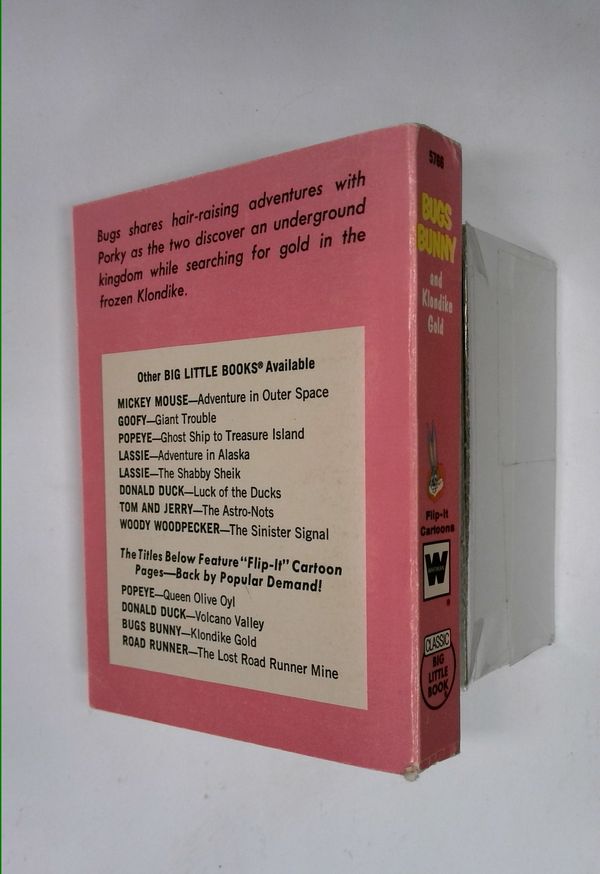 Bugs shares hair-raising adventures with
Porky as the two discover an underground
kingdom while searching for gold in the
frozen Klondike.
Other BIG LITTLE BOOKS® Available
MICKEY MOUSE—Adventure in Outer Space
GOOFY—Giant Trouble
POPEYE—Ghost Ship to Treasure Island
LASSIE—Adventure in Alaska
LASSIE—The Shabby Sheik
DONALD DUCK—Luck of the Ducks
TOM AND JERRY—The Astro-Nots
WOODY WOODPECKER—The Sinister Signal
The Titles Below Feature "Flip-It" Cartoon
Pages—Back by Popular Demand!
POPEYE—Queen Olive Oyl
DONALD DUCK—Volcano Valley
BUGS BUNNY—Klondike Gold
ROAD RUNNER—The Lost Road Runner Mine
5766
BUGS
BUNNY
and
Klondike
Gold
Flip-It
Cartoons
W
CLASSIC
BIG
LITTLE
BOOK